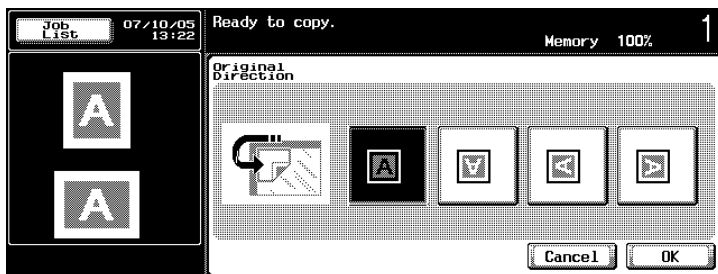 Job List
07/10/05
13:22
Ready to copy.
Memory 100%
1
Original
Direction
A
A
A
A
A
A
Cancel
OK